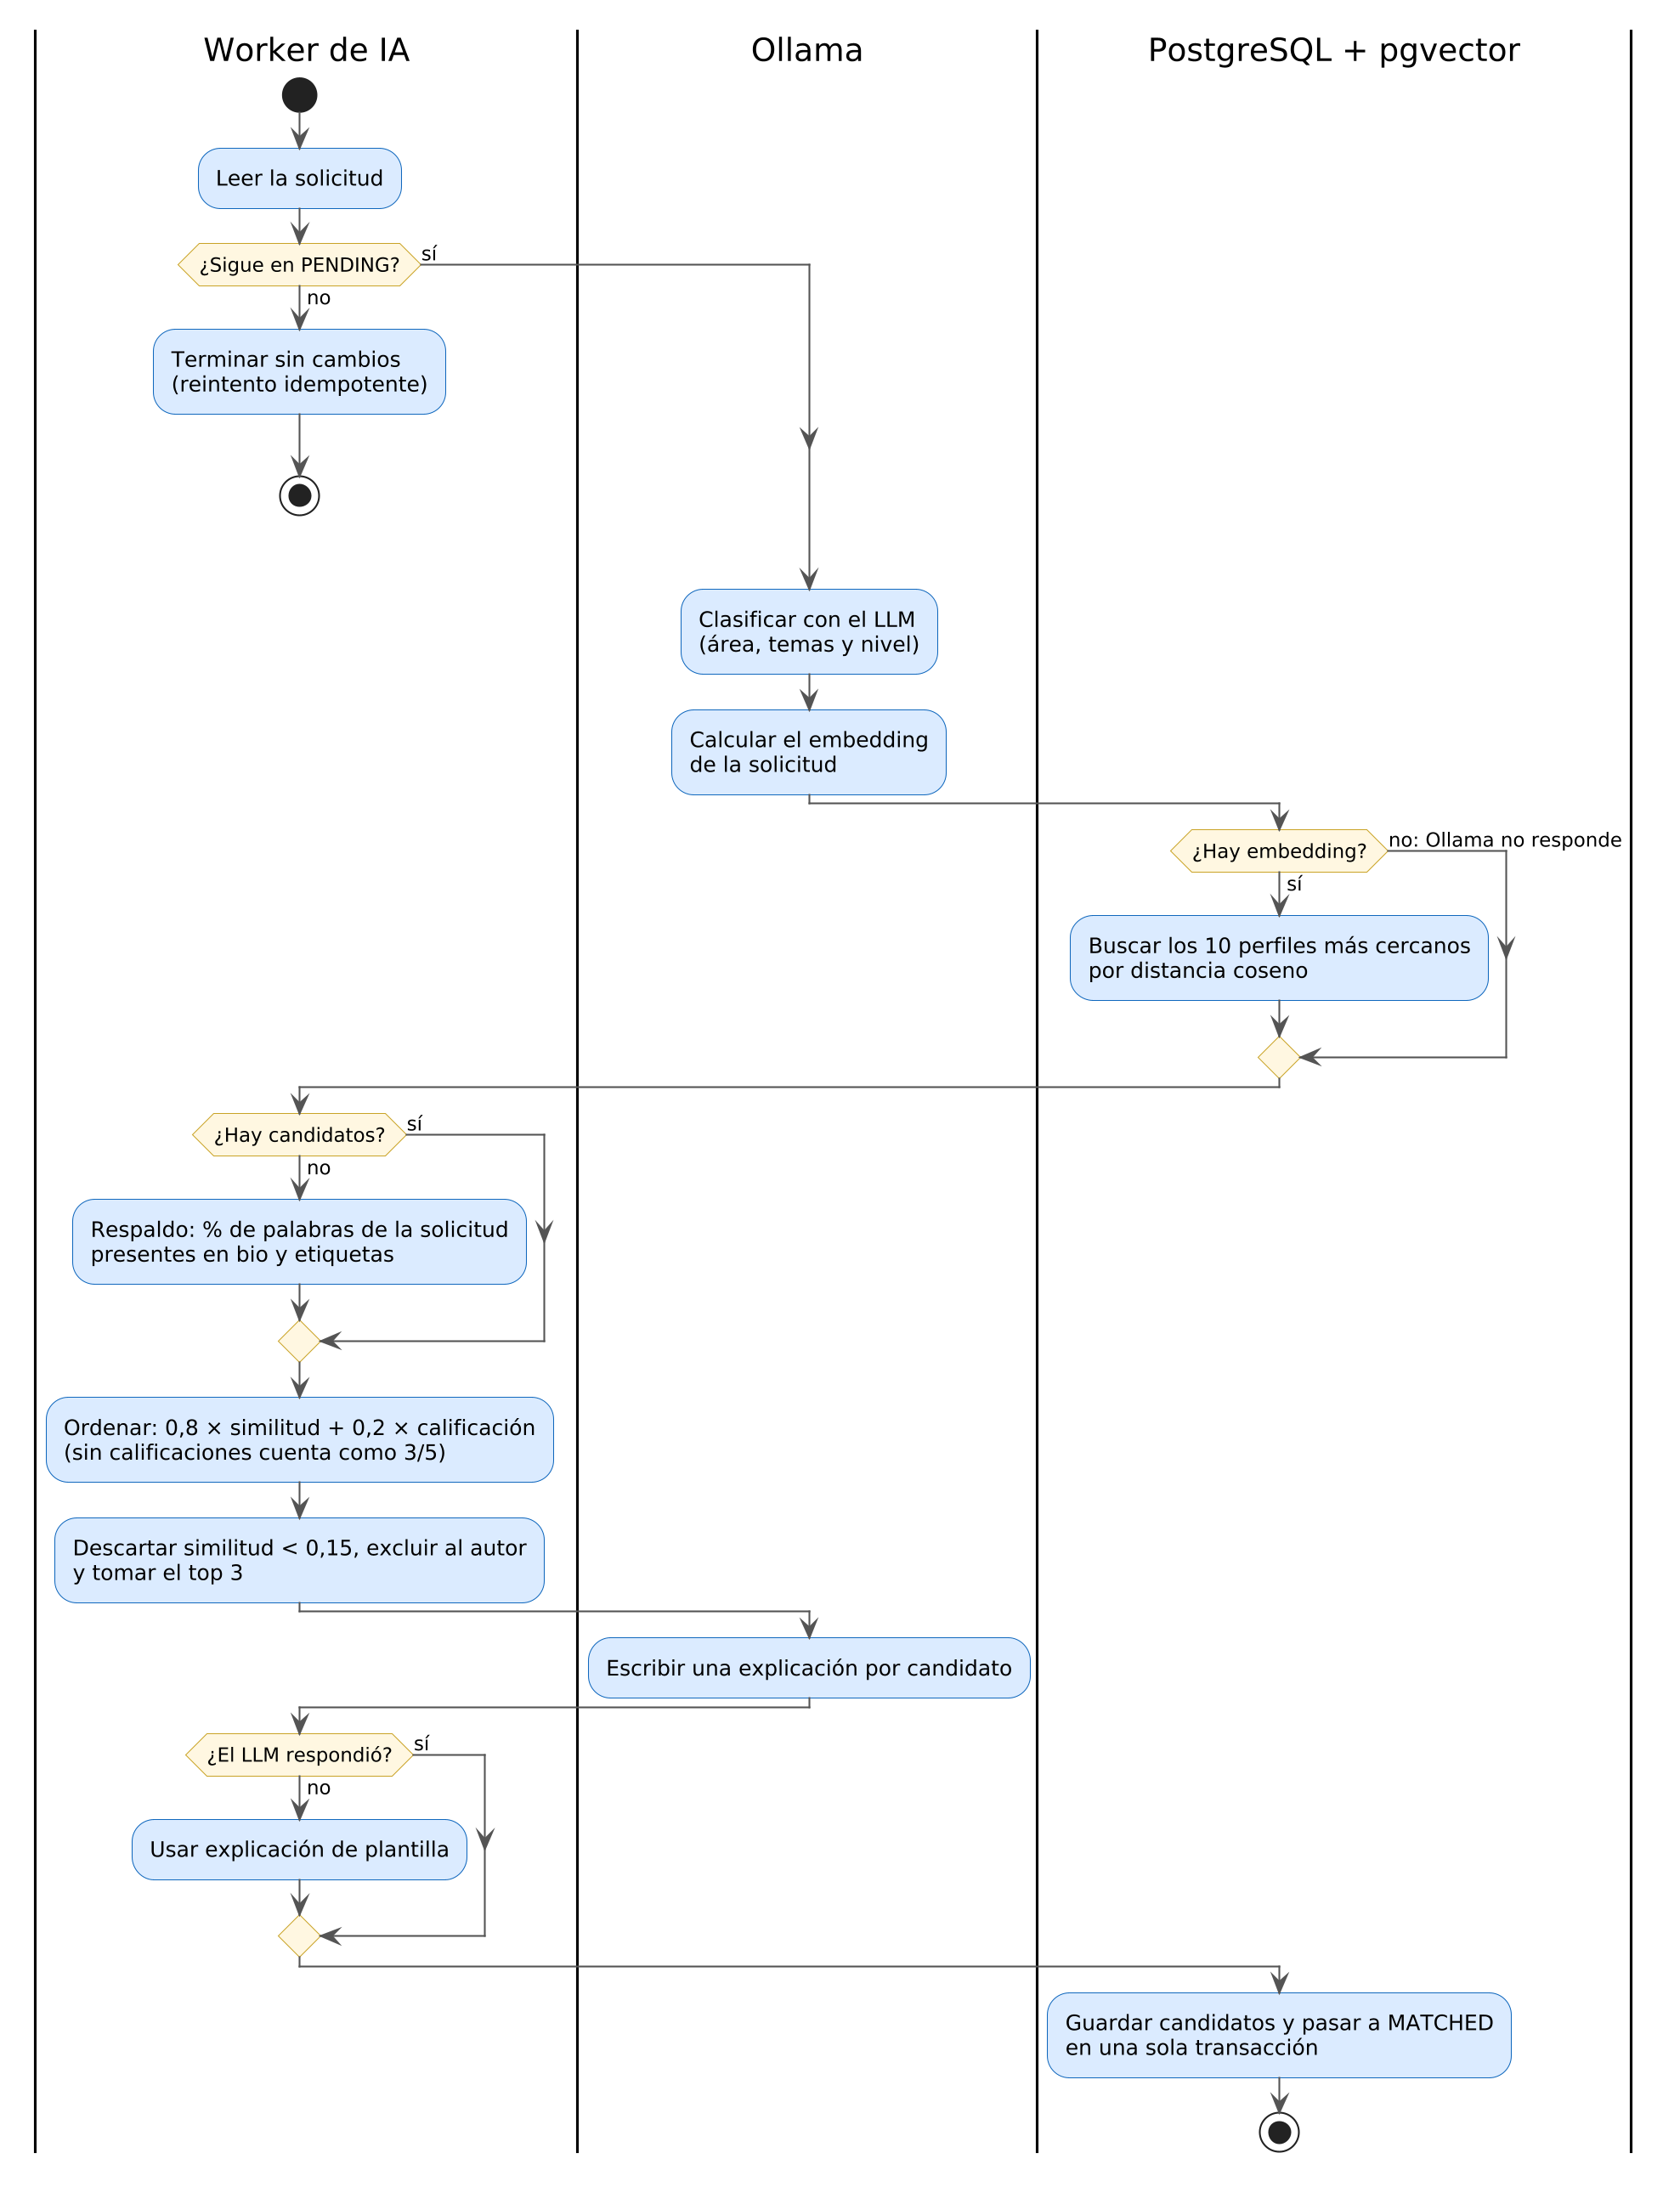 Worker de IA
Ollama
PostgreSQL + pgvector
Leer la solicitud
¿Sigue en PENDING?
sí
no
Terminar sin cambios
(reintento idempotente)
Clasificar con el LLM
(área, temas y nivel)
Calcular el embedding
de la solicitud
¿Hay embedding?
no: Ollama no responde
sí
Buscar los 10 perfiles más cercanos
por distancia coseno
¿Hay candidatos?
sí
no
Respaldo: % de palabras de la solicitud
presentes en bio y etiquetas
Ordenar: 0,8 × similitud + 0,2 × calificación
(sin calificaciones cuenta como 3/5)
Descartar similitud < 0,15, excluir al autor
y tomar el top 3
Escribir una explicación por candidato
¿El LLM respondió?
sí
no
Usar explicación de plantilla
Guardar candidatos y pasar a MATCHED
en una sola transacción